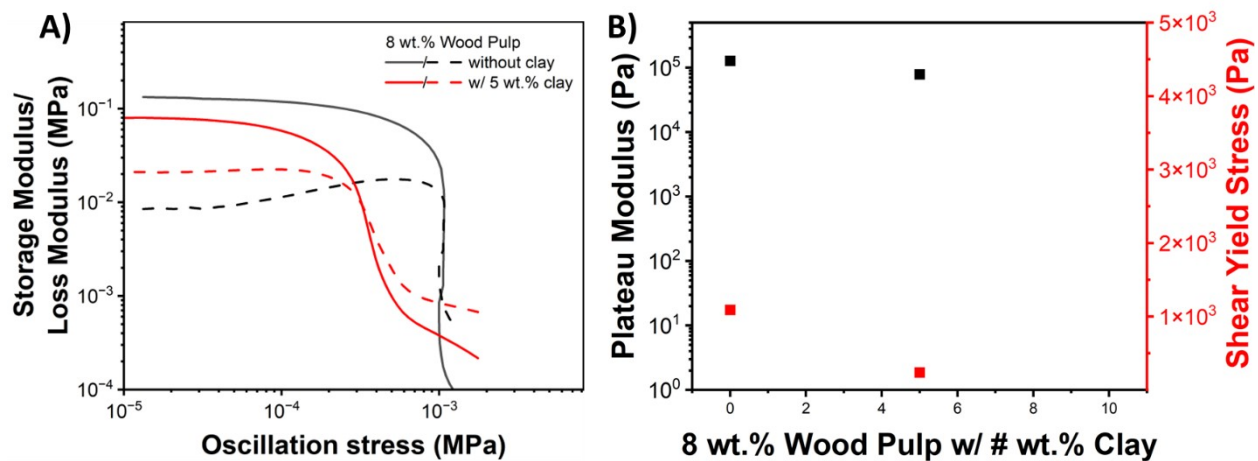 A)
8 wt.% Wood Pulp
without clay
w/ 5 wt.% clay
Storage Modulus/
Loss Modulus (MPa)
10⁻¹
10⁻²
10⁻³
10⁻⁴
10⁻⁵
10⁻⁴
10⁻³
Oscillation stress (MPa)
B)
Plateau Modulus (Pa)
10⁵
10⁴
10³
10²
10¹
10⁰
0
2
4
6
8
10
8 wt.% Wood Pulp w/ # wt.% Clay
5×10³
4×10³
3×10³
2×10³
1×10³
Shear Yield Stress (Pa)